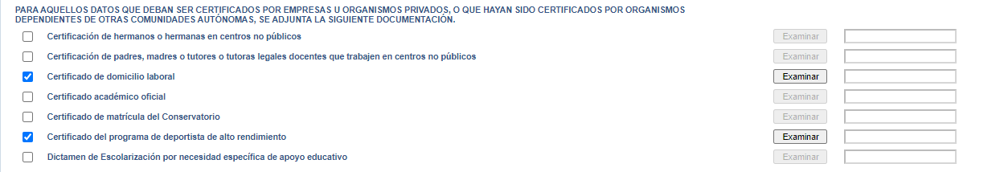 PARA AQUELLOS DATOS QUE DEBAN SER CERTIFICADOS POR EMPRESAS U ORGANISMOS PRIVADOS, O QUE HAYAN SIDO CERTIFICADOS POR ORGANISMOS
DEPENDIENTES DE OTRAS COMUNIDADES AUTÓNOMAS, SE ADJUNTA LA SIGUIENTE DOCUMENTACIÓN.
Certificación de hermanos o hermanas en centros no públicos Examinar
Certificación de padres, madres o tutores o tutoras legales docentes que trabajen en centros no públicos Examinar
Certificado de domicilio laboral Examinar
Certificado académico oficial Examinar
Certificado de matrícula del Conservatorio Examinar
Certificado del programa de deportista de alto rendimiento Examinar
Dictamen de Escolarización por necesidad específica de apoyo educativo Examinar